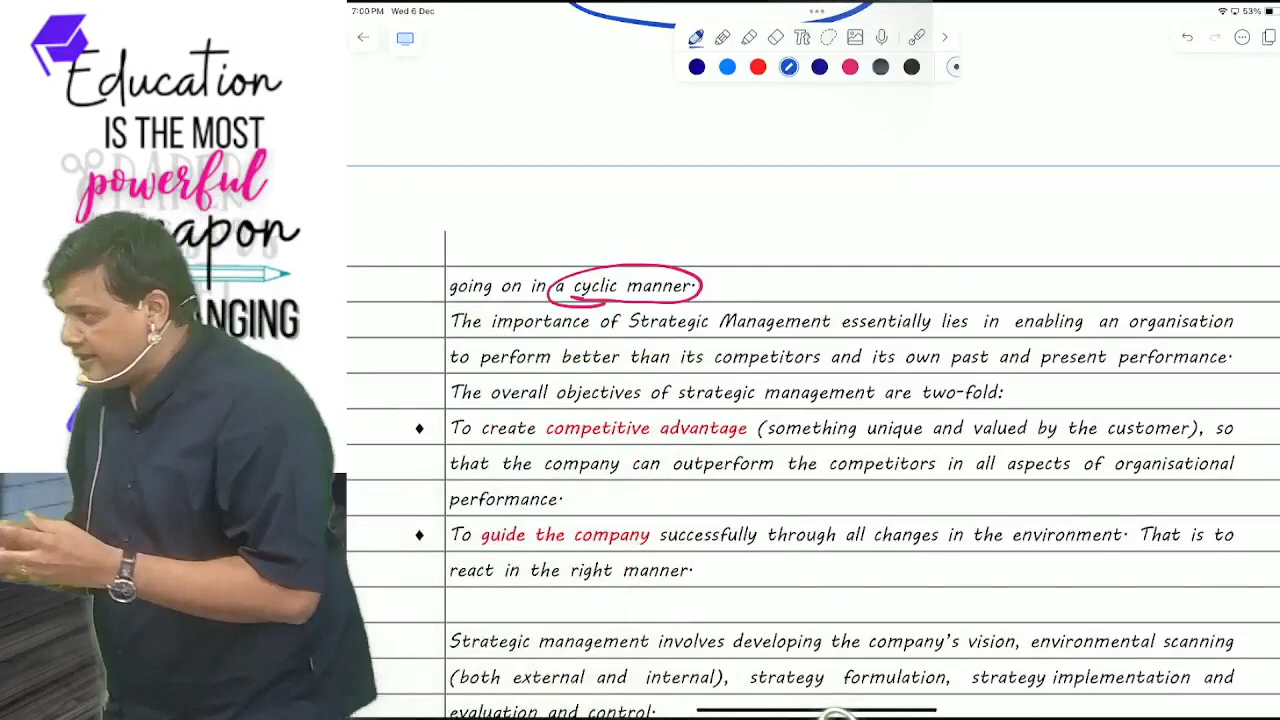 7:00 PM Wed 6 Dec
53%
Education
IS THE MOST
powerful
apon
ANGING
going on in a cyclic manner.
The importance of Strategic Management essentially lies in enabling an organisation
to perform better than its competitors and its own past and present performance.
The overall objectives of strategic management are two-fold:
♦ To create competitive advantage (something unique and valued by the customer), so
that the company can outperform the competitors in all aspects of organisational
performance.
♦ To guide the company successfully through all changes in the environment. That is to
react in the right manner.
Strategic management involves developing the company's vision, environmental scanning
(both external and internal), strategy formulation, strategy implementation and
evaluation and control.